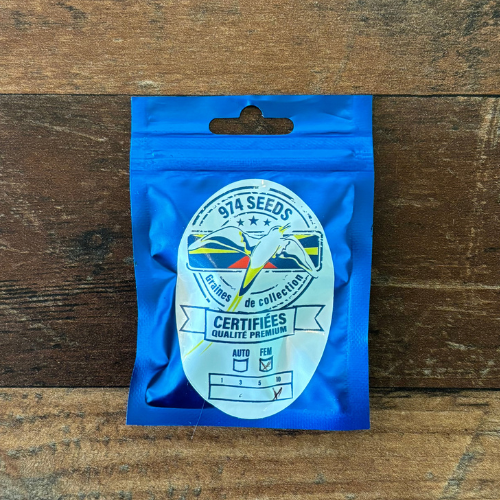 974 SEEDS
Graines de collection
CERTIFIÉES
QUALITÉ PREMIUM
AUTO FEM
1 3 5 10